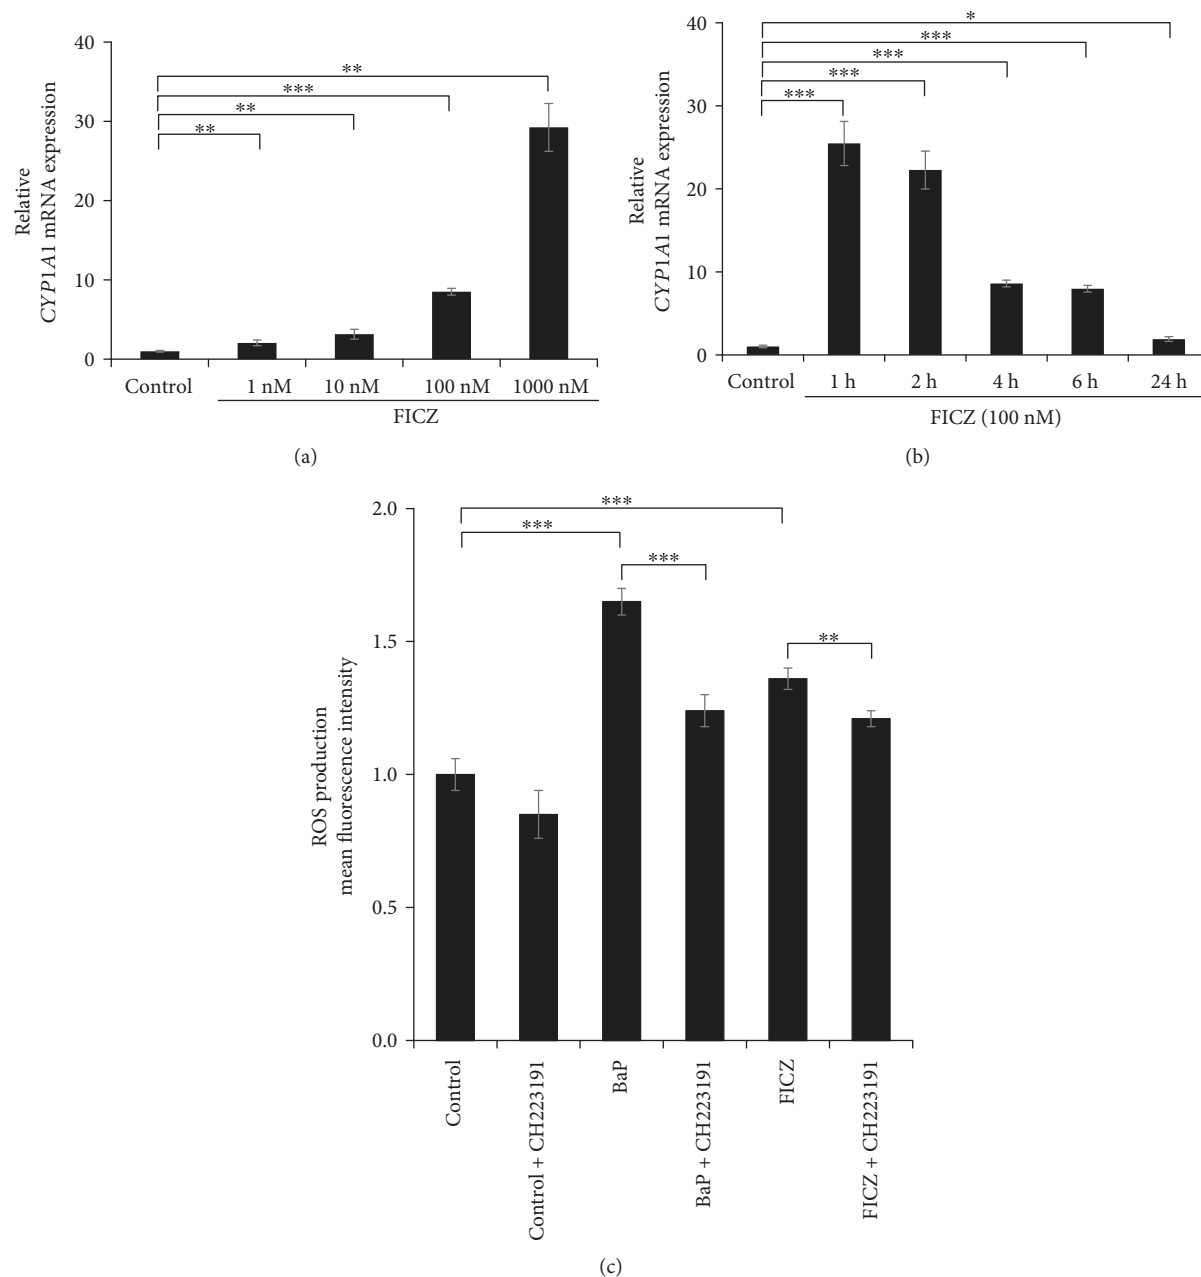 40
30
20
10
0
Relative
CYP1A1 mRNA expression
**
***
**
**
Control
1 nM
10 nM
100 nM
1000 nM
FICZ
(a)
40
30
20
10
0
Relative
CYP1A1 mRNA expression
*
***
***
***
***
Control
1 h
2 h
4 h
6 h
24 h
FICZ (100 nM)
(b)
2.0
1.5
1.0
0.5
0.0
ROS production
mean fluorescence intensity
***
***
***
**
Control
Control + CH223191
BaP
BaP + CH223191
FICZ
FICZ + CH223191
(c)